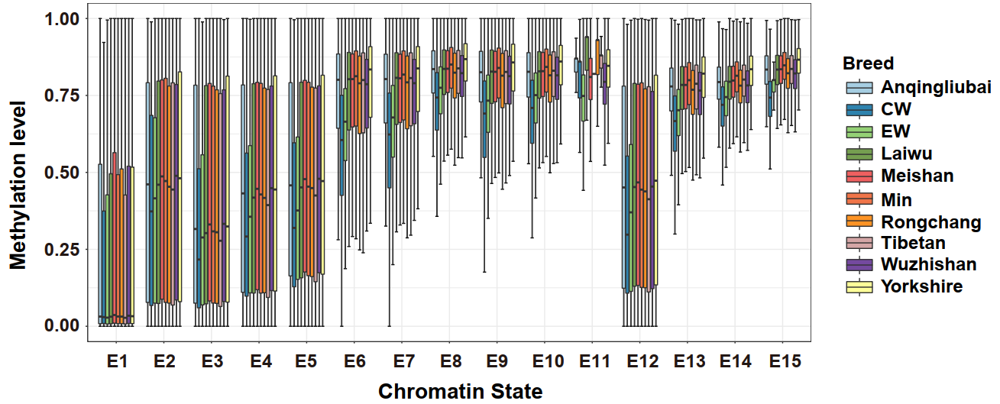 Methylation level
1.00
0.75
0.50
0.25
0.00
E1 E2 E3 E4 E5 E6 E7 E8 E9 E10 E11 E12 E13 E14 E15
Chromatin State
Breed
Anqingliubai
CW
EW
Laiwu
Meishan
Min
Rongchang
Tibetan
Wuzhishan
Yorkshire